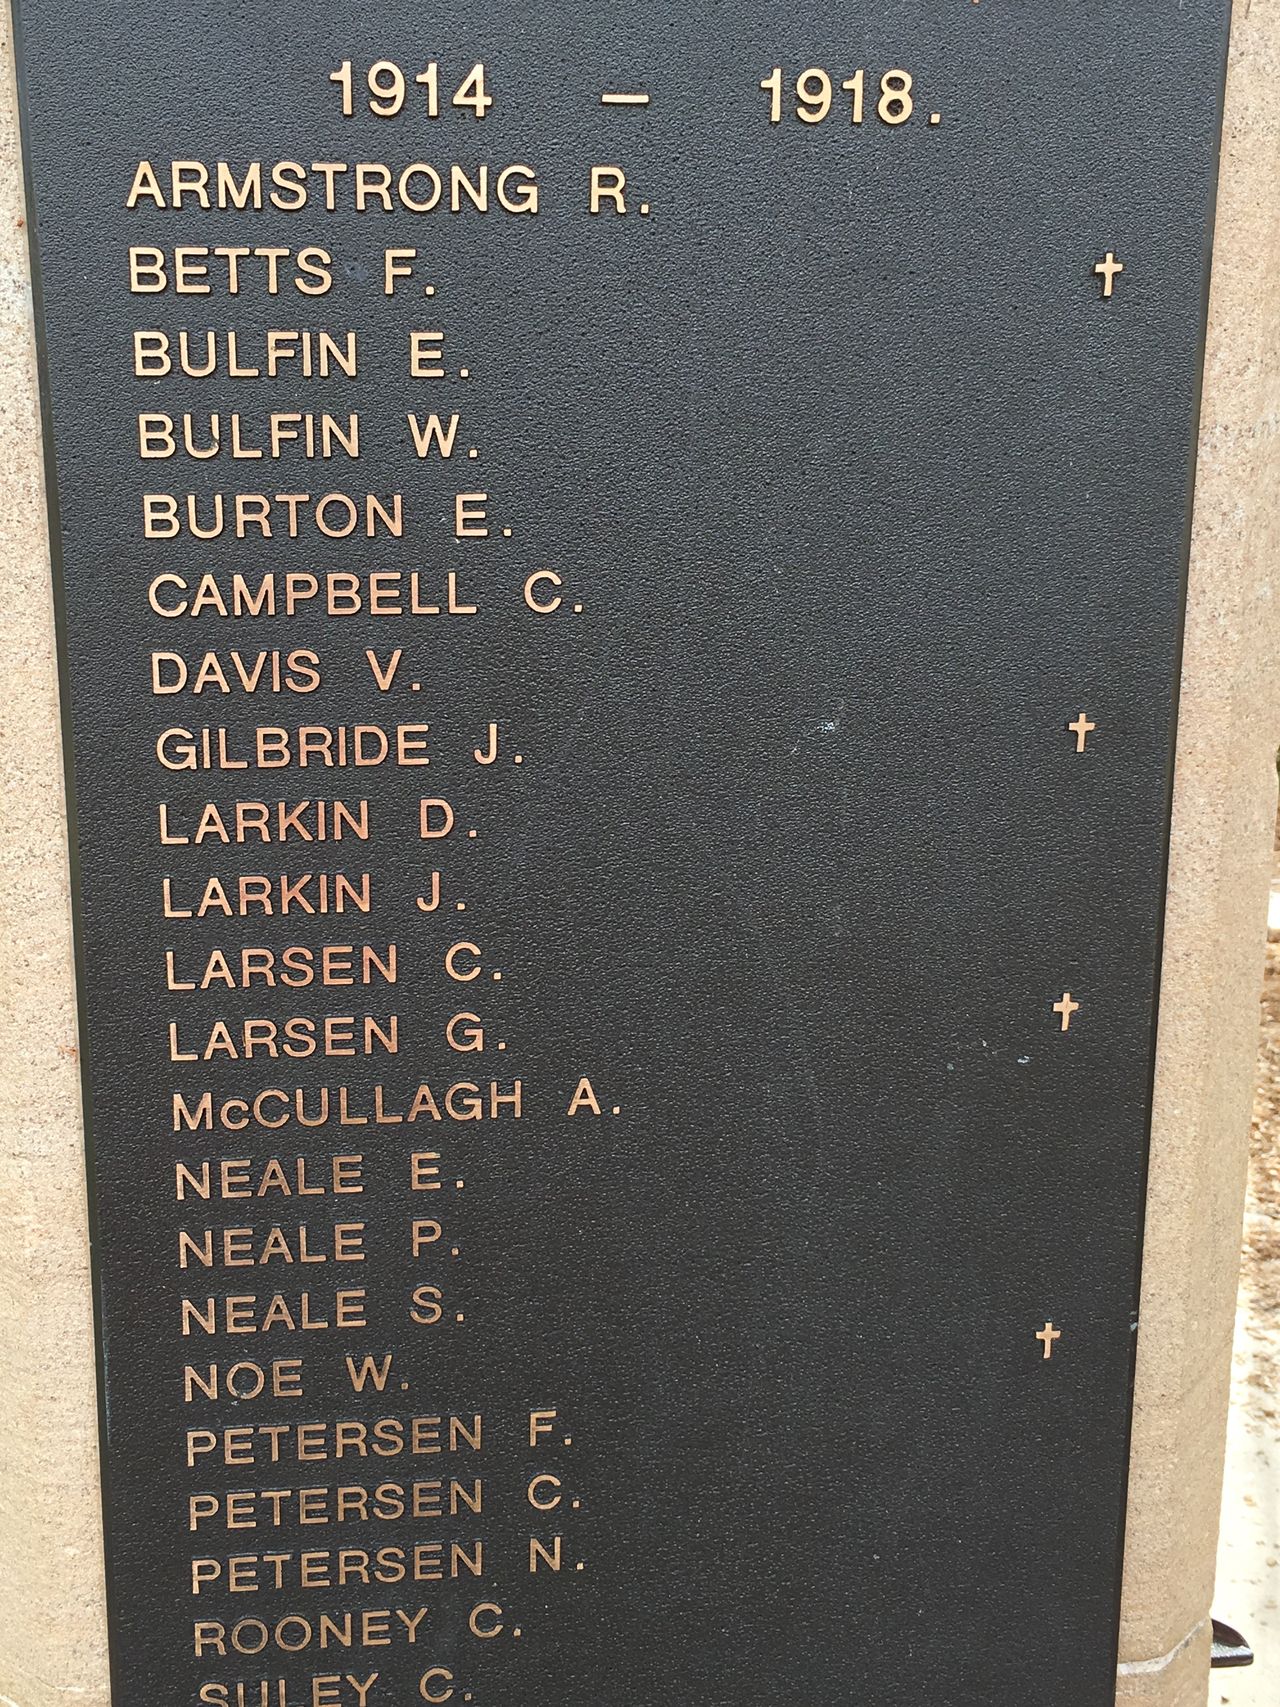 1914 — 1918.
ARMSTRONG R.
BETTS F. †
BULFIN E.
BULFIN W.
BURTON E.
CAMPBELL C.
DAVIS V.
GILBRIDE J. †
LARKIN D.
LARKIN J.
LARSEN C.
LARSEN G. †
McCULLAGH A.
NEALE E.
NEALE P.
NEALE S.
NOE W. †
PETERSEN F.
PETERSEN C.
PETERSEN N.
ROONEY C.
SULEY C.